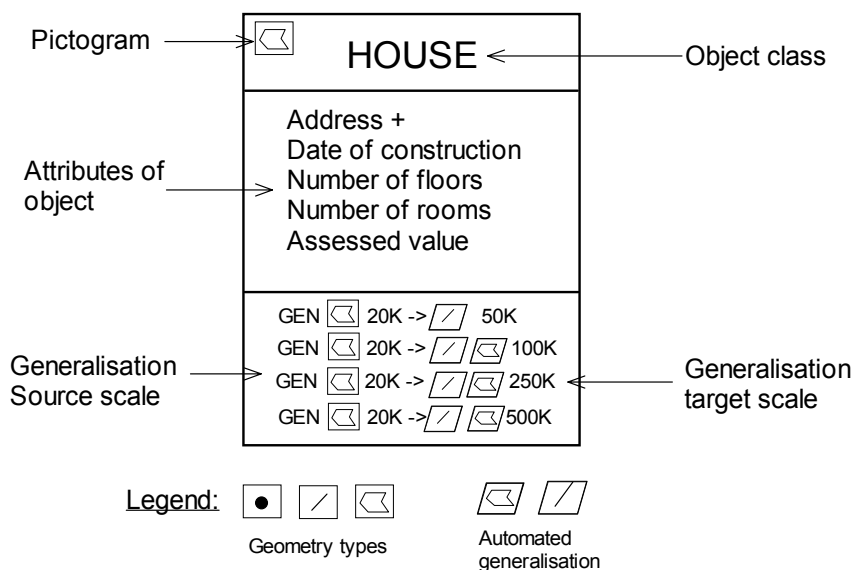 Pictogram
HOUSE
Object class
Address +
Date of construction
Number of floors
Number of rooms
Assessed value
Attributes of
object
GEN 20K -> 50K
GEN 20K -> 100K
GEN 20K -> 250K
GEN 20K -> 500K
Generalisation
Source scale
Generalisation
target scale
Legend:
Geometry types
Automated
generalisation